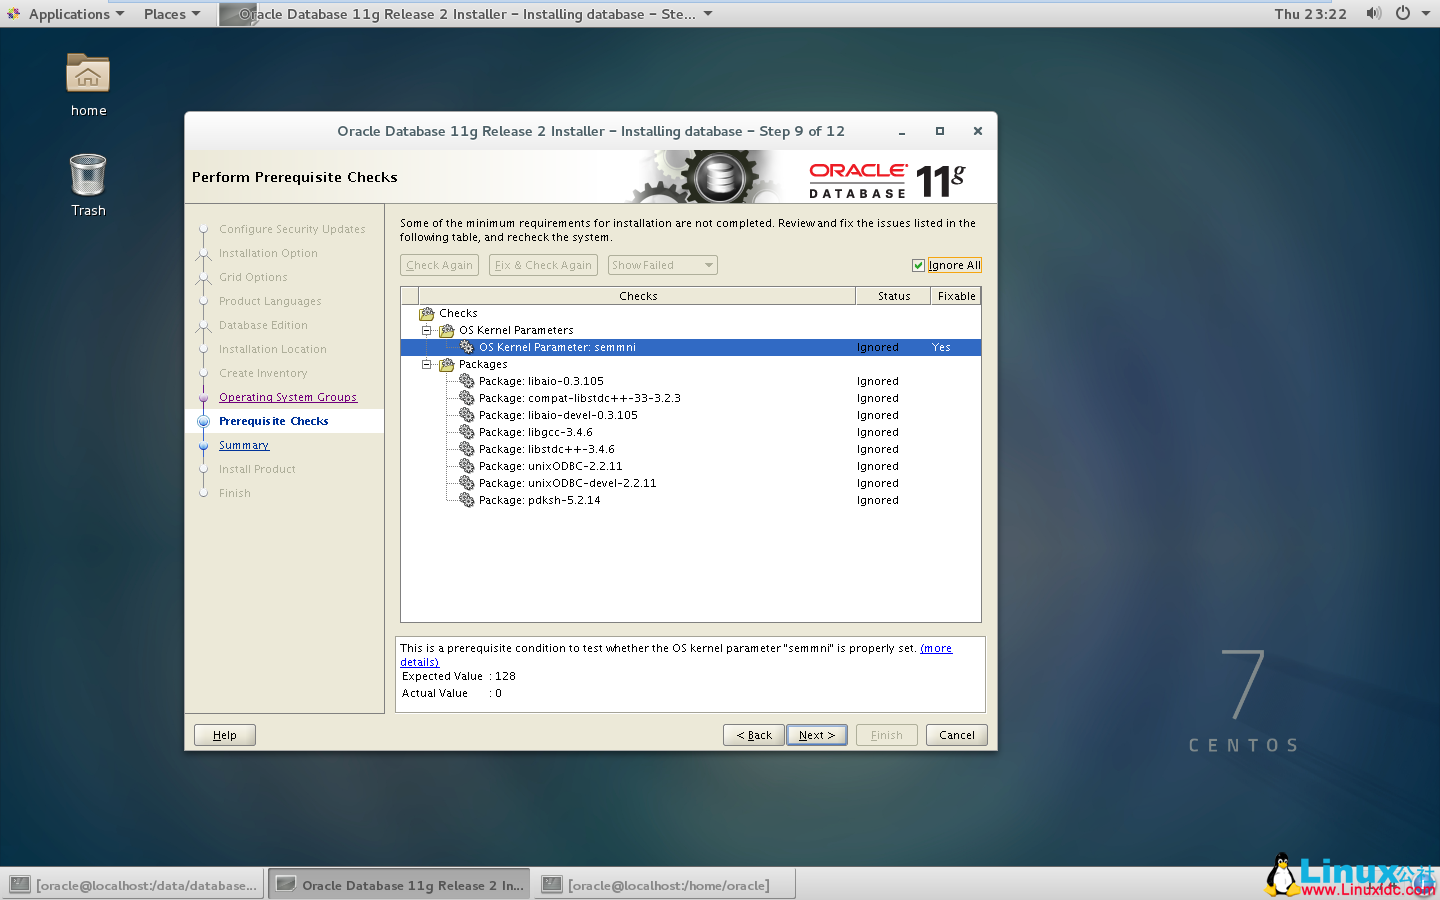 Applications
Places
Oracle Database 11g Release 2 Installer – Installing database – Ste...
Thu 23:22
home
Trash
Oracle Database 11g Release 2 Installer – Installing database – Step 9 of 12
Perform Prerequisite Checks
ORACLE
DATABASE
11g
Configure Security Updates
Installation Option
Grid Options
Product Languages
Database Edition
Installation Location
Create Inventory
Operating System Groups
Prerequisite Checks
Summary
Install Product
Finish
Some of the minimum requirements for installation are not completed. Review and fix the issues listed in the
following table, and recheck the system.
Check Again
Fix & Check Again
Show Failed
Ignore All
Checks Status Fixable
Checks
OS Kernel Parameters
OS Kernel Parameter: semmni Ignored Yes
Packages
Package: libaio-0.3.105 Ignored
Package: compat-libstdc++-33-3.2.3 Ignored
Package: libaio-devel-0.3.105 Ignored
Package: libgcc-3.4.6 Ignored
Package: libstdc++-3.4.6 Ignored
Package: unixODBC-2.2.11 Ignored
Package: unixODBC-devel-2.2.11 Ignored
Package: pdksh-5.2.14 Ignored
This is a prerequisite condition to test whether the OS kernel parameter "semmni" is properly set. (more
details)
Expected Value : 128
Actual Value : 0
Help
< Back
Next >
Finish
Cancel
7
CENTOS
[oracle@localhost:/data/database...
Oracle Database 11g Release 2 In...
[oracle@localhost:/home/oracle]
Linux公社
www.Linuxidc.com